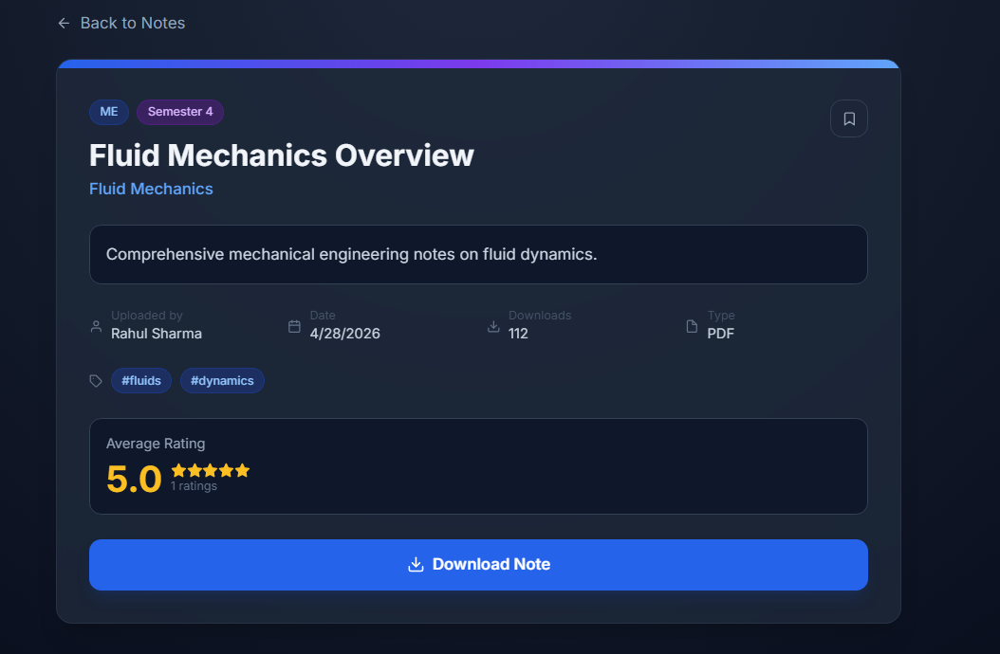 Back to Notes
ME Semester 4
Fluid Mechanics Overview
Fluid Mechanics
Comprehensive mechanical engineering notes on fluid dynamics.
Uploaded by Date Downloads Type
Rahul Sharma 4/28/2026 112 PDF
#fluids #dynamics
Average Rating
5.0
1 ratings
Download Note